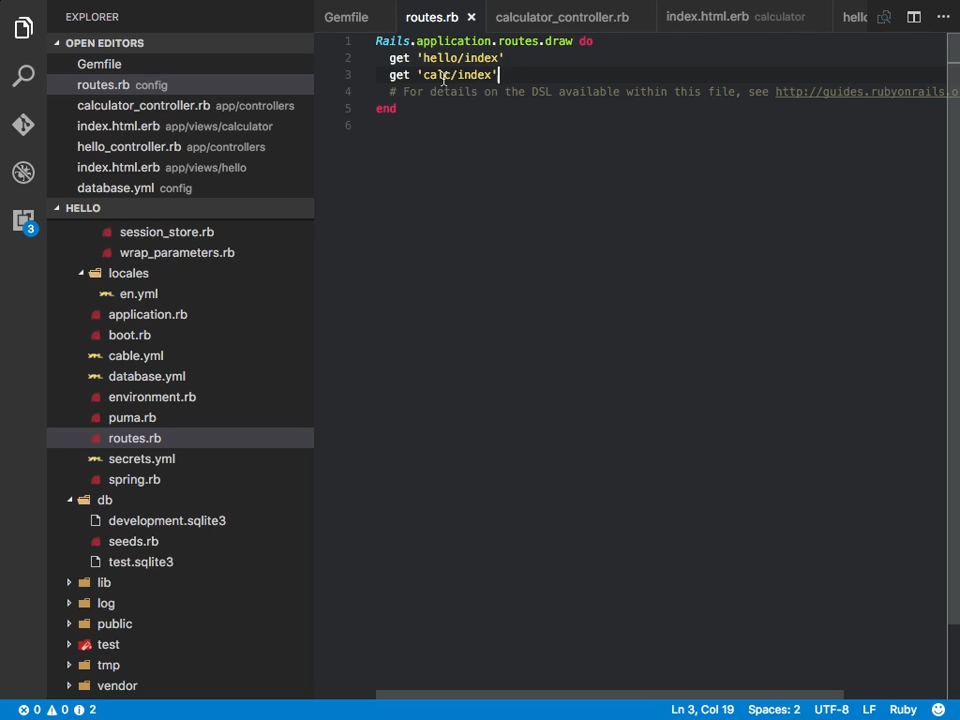 EXPLORER
OPEN EDITORS
Gemfile
routes.rb config
calculator_controller.rb app/controllers
index.html.erb app/views/calculator
hello_controller.rb app/controllers
index.html.erb app/views/hello
database.yml config
HELLO
session_store.rb
wrap_parameters.rb
locales
en.yml
application.rb
boot.rb
cable.yml
database.yml
environment.rb
puma.rb
routes.rb
secrets.yml
spring.rb
db
development.sqlite3
seeds.rb
test.sqlite3
lib
log
public
test
tmp
vendor
3
Gemfile routes.rb calculator_controller.rb index.html.erb calculator hello
1 Rails.application.routes.draw do
2 get 'hello/index'
3 get 'calc/index'
4 # For details on the DSL available within this file, see http://guides.rubyonrails.o
5 end
6
0 0 2 Ln 3, Col 19 Spaces: 2 UTF-8 LF Ruby